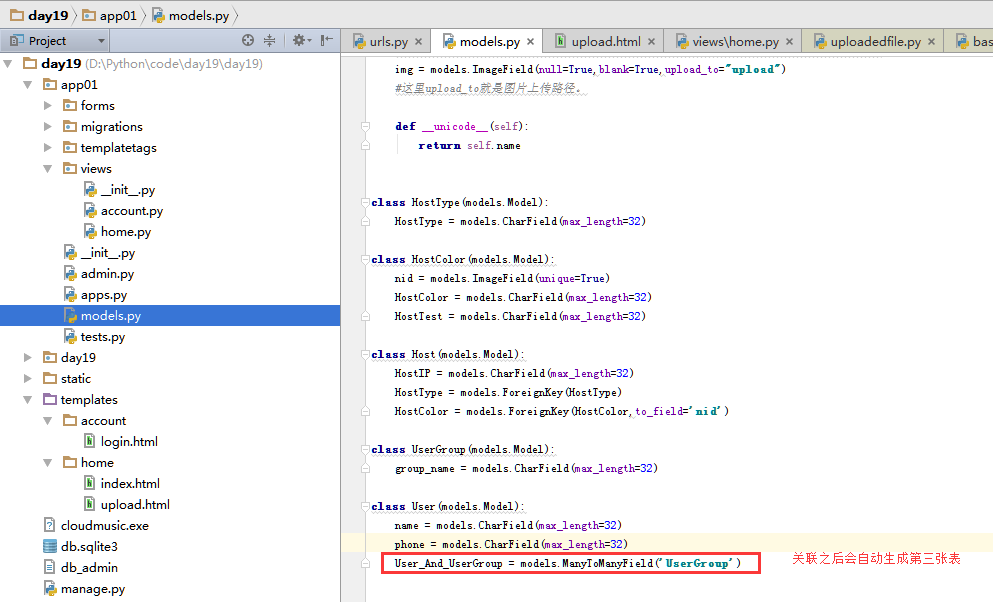 day19 app01 models.py
Project
urls.py × models.py × upload.html × views\home.py × uploadedfile.py × bas
day19 (D:\Python\code\day19\day19)
app01
forms
migrations
templatetags
views
__init__.py
account.py
home.py
__init__.py
admin.py
apps.py
models.py
tests.py
day19
static
templates
account
login.html
home
index.html
upload.html
cloudmusic.exe
db.sqlite3
db_admin
manage.py
img = models.ImageField(null=True,blank=True,upload_to="upload")
#这里upload_to就是图片上传路径。
def __unicode__(self):
return self.name
class HostType(models.Model):
HostType = models.CharField(max_length=32)
class HostColor(models.Model):
nid = models.ImageField(unique=True)
HostColor = models.CharField(max_length=32)
HostTest = models.CharField(max_length=32)
class Host(models.Model):
HostIP = models.CharField(max_length=32)
HostType = models.ForeignKey(HostType)
HostColor = models.ForeignKey(HostColor,to_field='nid')
class UserGroup(models.Model):
group_name = models.CharField(max_length=32)
class User(models.Model):
name = models.CharField(max_length=32)
phone = models.CharField(max_length=32)
User_And_UserGroup = models.ManyToManyField('UserGroup')
关联之后会自动生成第三张表